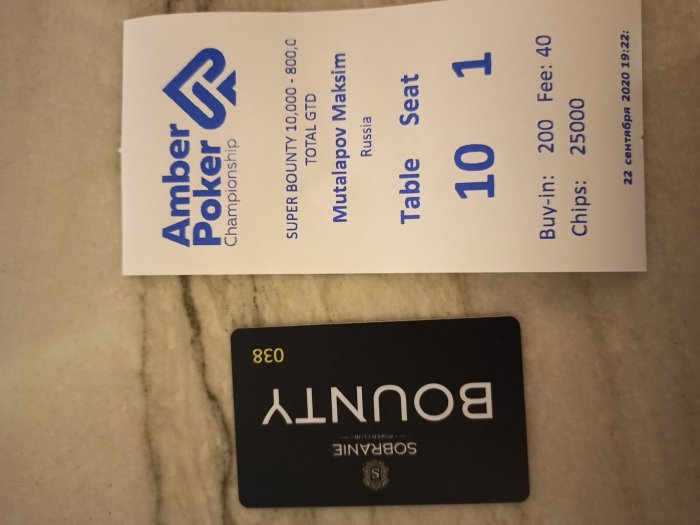 Amber
Poker
Championship
SUPER BOUNTY 10,000 - 800,0
TOTAL GTD
Mutalapov Maksim
Russia
Table Seat
10 1
Buy-in: 200 Fee: 40
Chips: 25000
22 сентября 2020 19:22:
S
SOBRANIE
POKER CLUB
BOUNTY
038